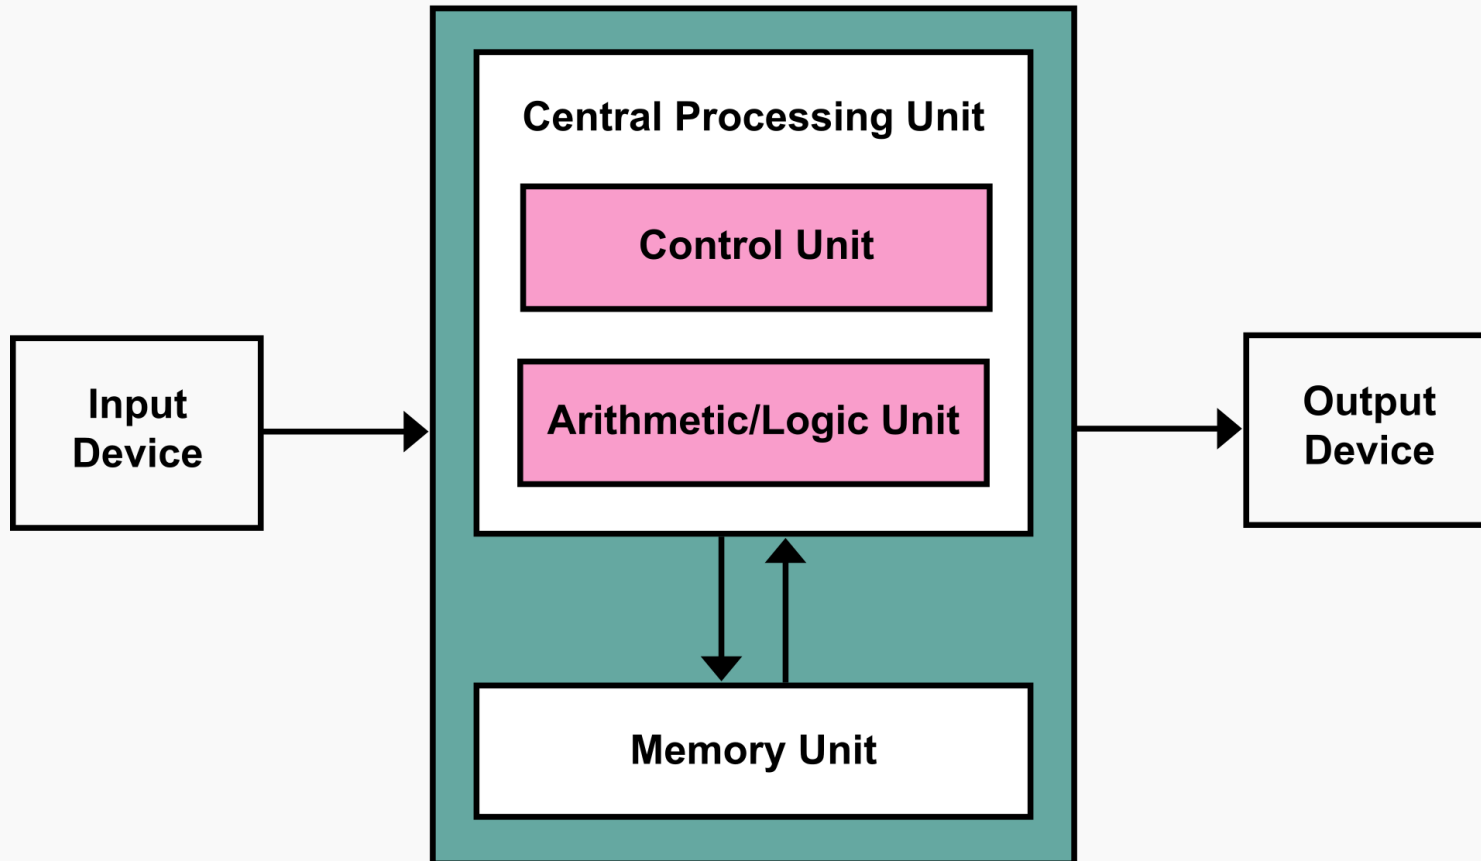 Central Processing Unit
Control Unit
Arithmetic/Logic Unit
Input
Device
Output
Device
Memory Unit